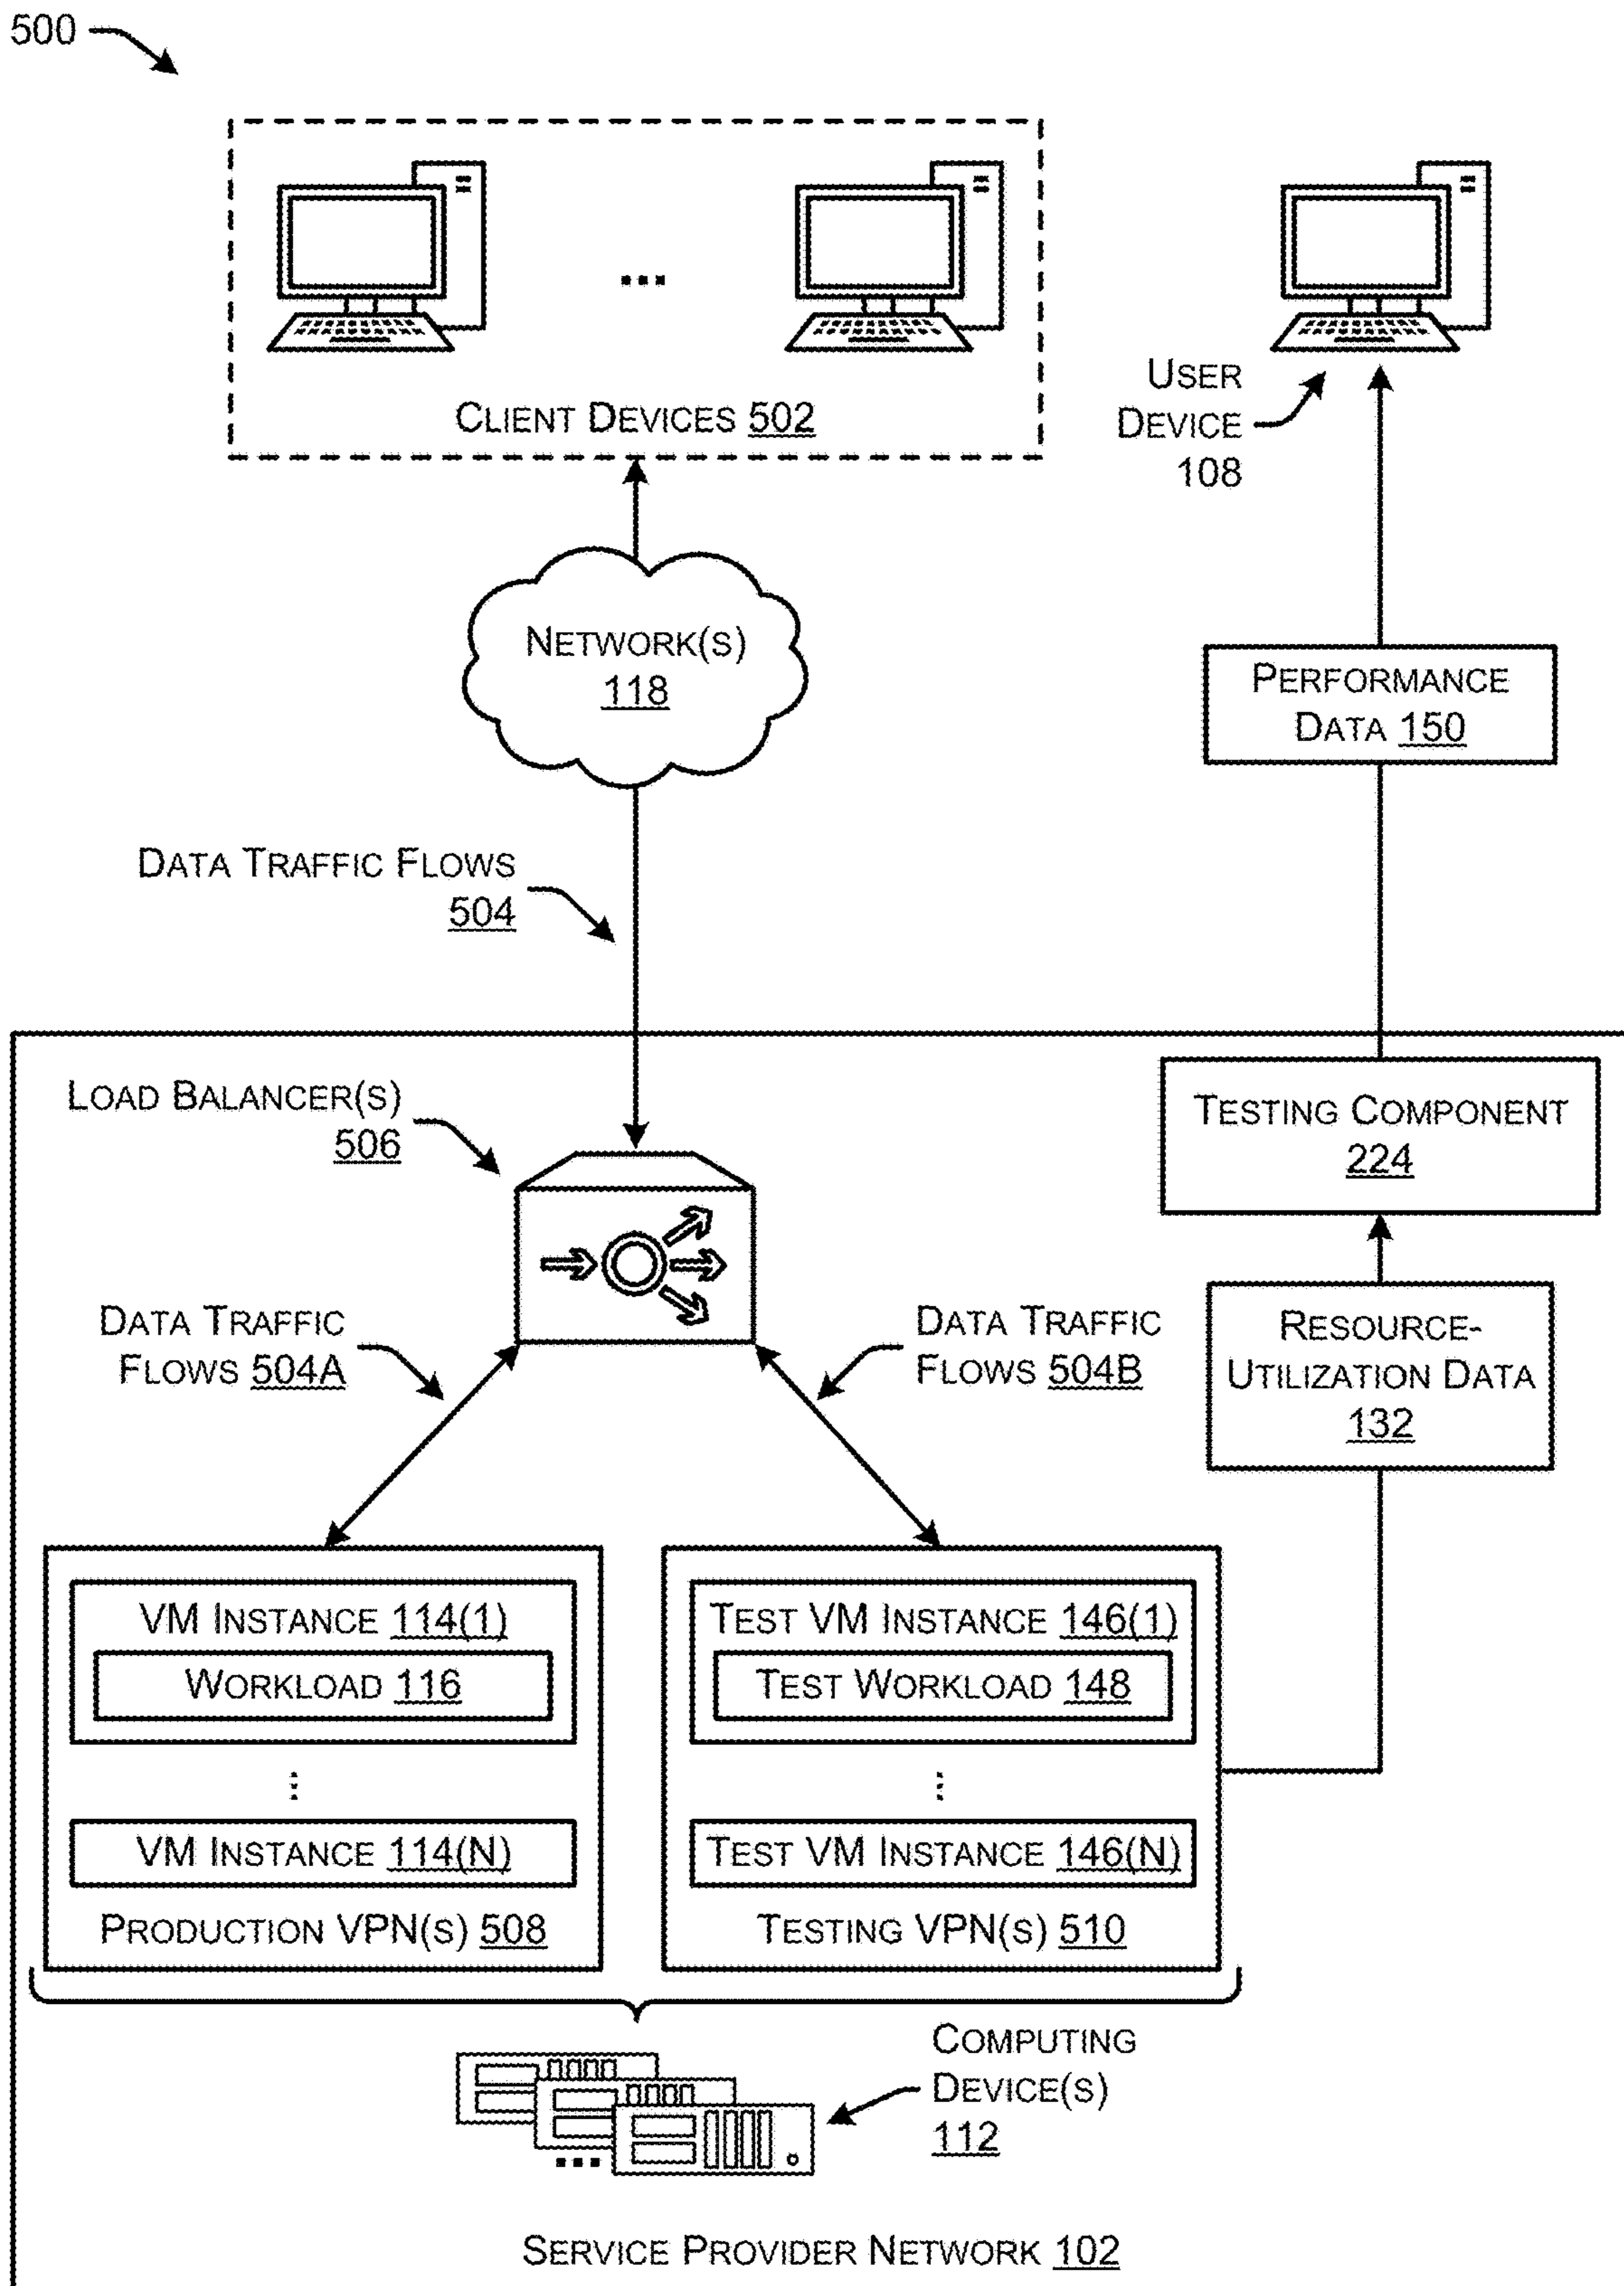 500
CLIENT DEVICES 502
USER
DEVICE
108
NETWORK(S)
118
PERFORMANCE
DATA 150
DATA TRAFFIC FLOWS
504
LOAD BALANCER(S)
506
TESTING COMPONENT
224
DATA TRAFFIC
FLOWS 504A
DATA TRAFFIC
FLOWS 504B
RESOURCE-
UTILIZATION DATA
132
VM INSTANCE 114(1)
WORKLOAD 116
VM INSTANCE 114(N)
PRODUCTION VPN(S) 508
TEST VM INSTANCE 146(1)
TEST WORKLOAD 148
TEST VM INSTANCE 146(N)
TESTING VPN(S) 510
COMPUTING
DEVICE(S)
112
SERVICE PROVIDER NETWORK 102